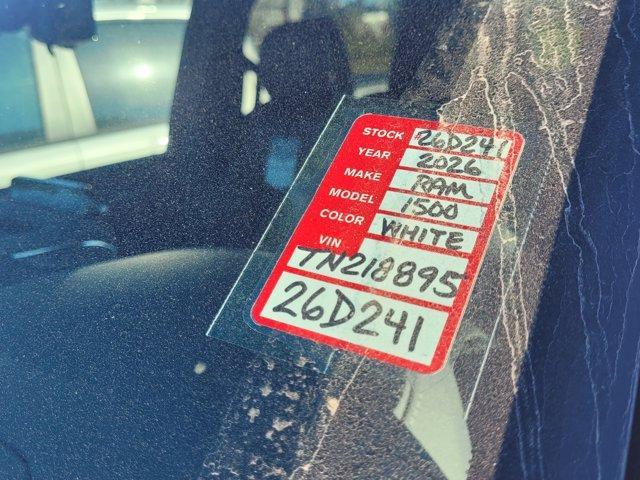 STOCK 26D241
YEAR 2026
MAKE RAM
MODEL 1500
COLOR WHITE
VIN
TN218895
26D241